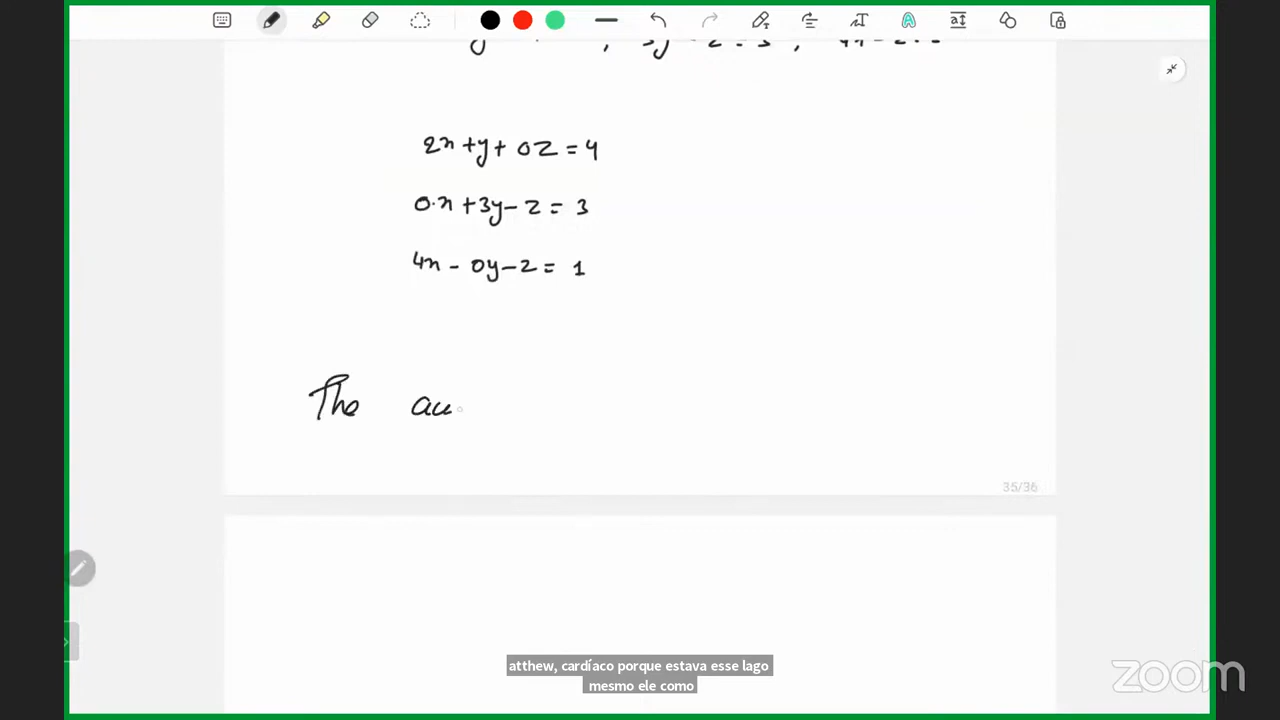 2x + y + 0z = 4
0·x + 3y - z = 3
4x - 0y - z = 1
The au
35/36
atthew, cardíaco porque estava esse lago
mesmo ele como
zoom